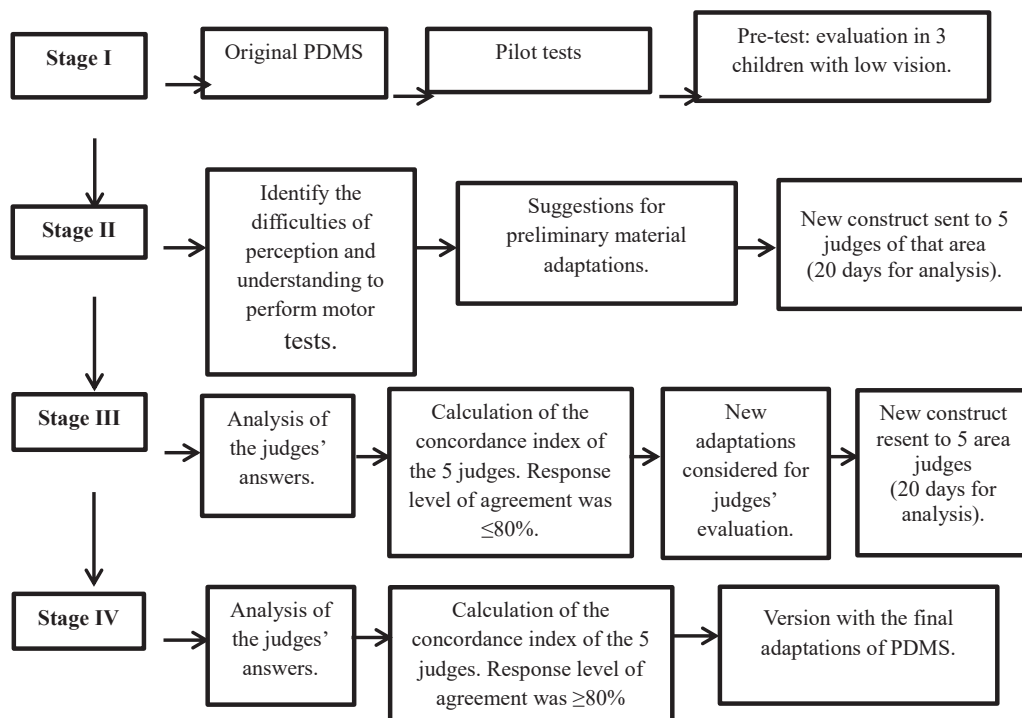 Stage I
Original PDMS
Pilot tests
Pre-test: evaluation in 3
children with low vision.
Stage II
Identify the
difficulties of
perception and
understanding to
perform motor
tests.
Suggestions for
preliminary material
adaptations.
New construct sent to 5
judges of that area
(20 days for analysis).
Stage III
Analysis of
the judges’
answers.
Calculation of the
concordance index of
the 5 judges. Response
level of agreement was
≤80%.
New
adaptations
considered for
judges’
evaluation.
New construct
resent to 5 area
judges
(20 days for
analysis).
Stage IV
Analysis of
the judges’
answers.
Calculation of the
concordance index of the 5
judges. Response level of
agreement was ≥80%
Version with the final
adaptations of PDMS.